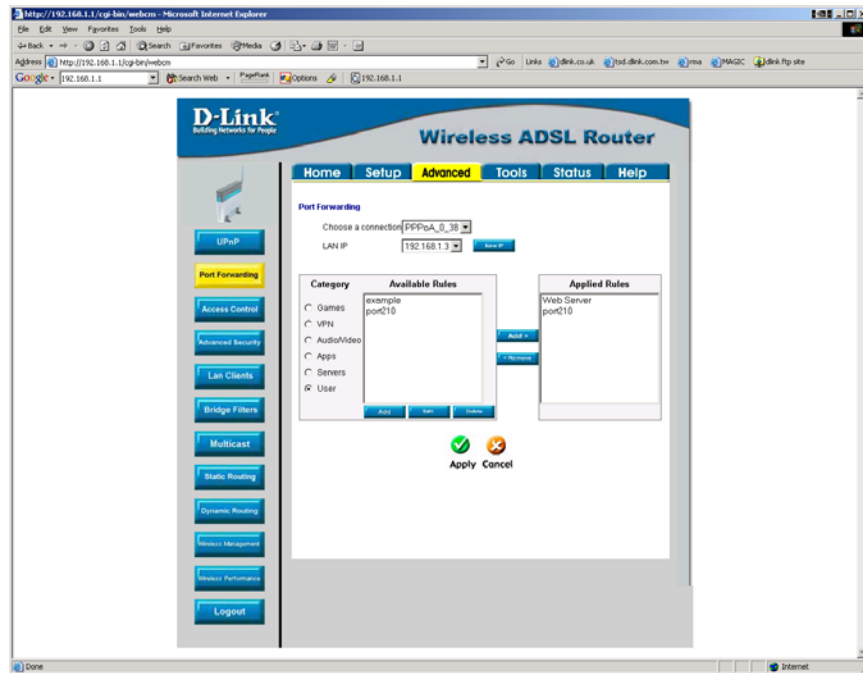 http://192.168.1.1/cgi-bin/webcm - Microsoft Internet Explorer
File Edit View Favorites Tools Help
Back Search Favorites Media
Address http://192.168.1.1/cgi-bin/webcm Go Links dlink.co.uk tsd.dlink.com.tw rma MAGIC dlink ftp site
Google 192.168.1.1 Search Web PageRank Options 192.168.1.1
D-Link
Building Networks for People
Wireless ADSL Router
Home Setup Advanced Tools Status Help
Port Forwarding
Choose a connection PPPoA_0_38
LAN IP 192.168.1.3 New IP
UPnP
Port Forwarding
Access Control
Advanced Security
Lan Clients
Bridge Filters
Multicast
Static Routing
Dynamic Routing
Wireless Management
Wireless Performance
Logout
Category Available Rules Applied Rules
Games
VPN
Audio/Video
Apps
Servers
User
example
port210
Add >
< Remove
Web Server
port210
Add Edit Delete
Apply Cancel
Done Internet